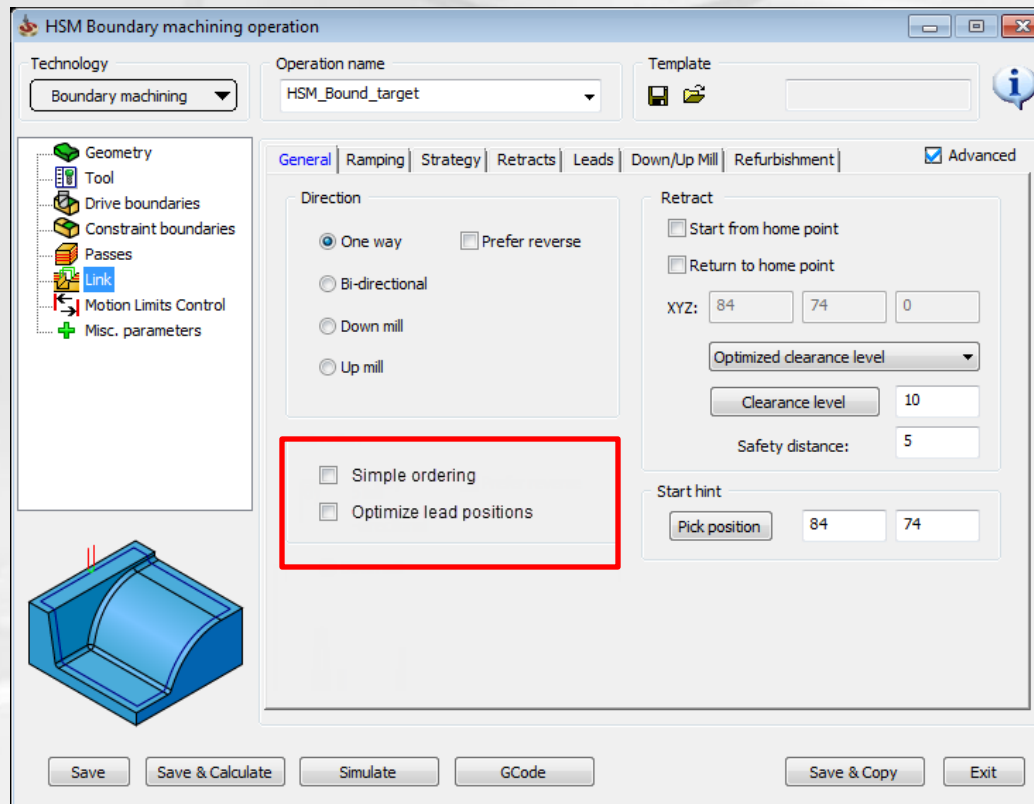 HSM Boundary machining operation
Technology
Boundary machining
Operation name
HSM_Bound_target
Template
Geometry
Tool
Drive boundaries
Constraint boundaries
Passes
Link
Motion Limits Control
Misc. parameters
General Ramping Strategy Retracts Leads Down/Up Mill Refurbishment Advanced
Direction
One way Prefer reverse
Bi-directional
Down mill
Up mill
Simple ordering
Optimize lead positions
Retract
Start from home point
Return to home point
XYZ: 84 74 0
Optimized clearance level
Clearance level 10
Safety distance: 5
Start hint
Pick position 84 74
Save Save & Calculate Simulate GCode Save & Copy Exit